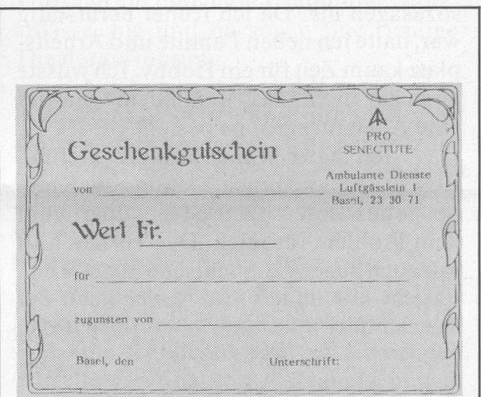 Geschenkgutschein
PRO
SENECTUTE
von
Ambulante Dienste
Luftgässlein 1
Basel, 23 30 71
Wert Fr.
für
zugunsten von
Basel, den Unterschrift: